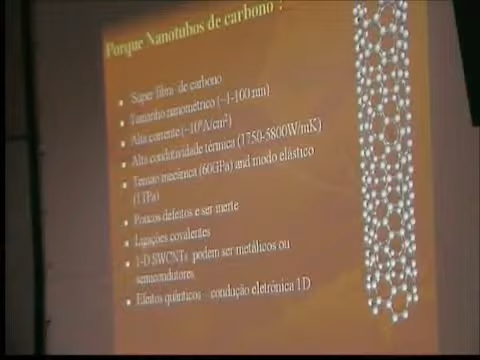 Porque Nanotubos de carbono ?
Super fibra de carbono
Tamanho nanométrico (~1-100 nm)
Alta corrente (~10⁹A/cm²)
Alta condutividade térmica (1750-5800W/mK)
Tensao mecânica (60GPa) and modo elástico
(1TPa)
Poucos defeitos e ser inerte
Ligações covalentes
1-D SWCNTs podem ser metálicos ou
semicondutores
Efeitos quânticos – condução eletrônica 1D